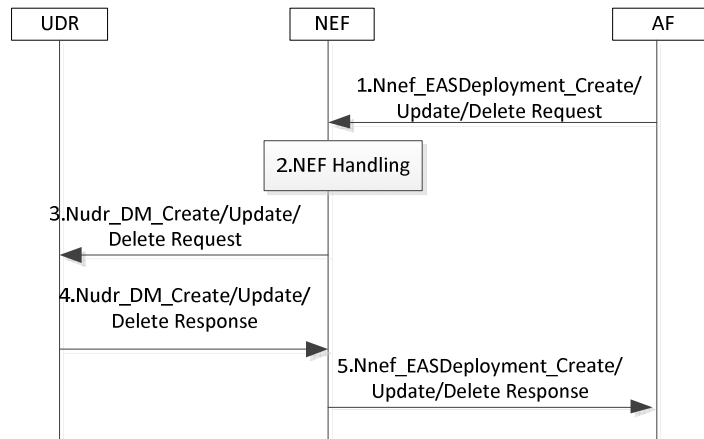 UDR
NEF
AF
1.Nnef_EASDeployment_Create/
Update/Delete Request
2.NEF Handling
3.Nudr_DM_Create/Update/
Delete Request
4.Nudr_DM_Create/Update/
Delete Response
5.Nnef_EASDeployment_Create/
Update/Delete Response